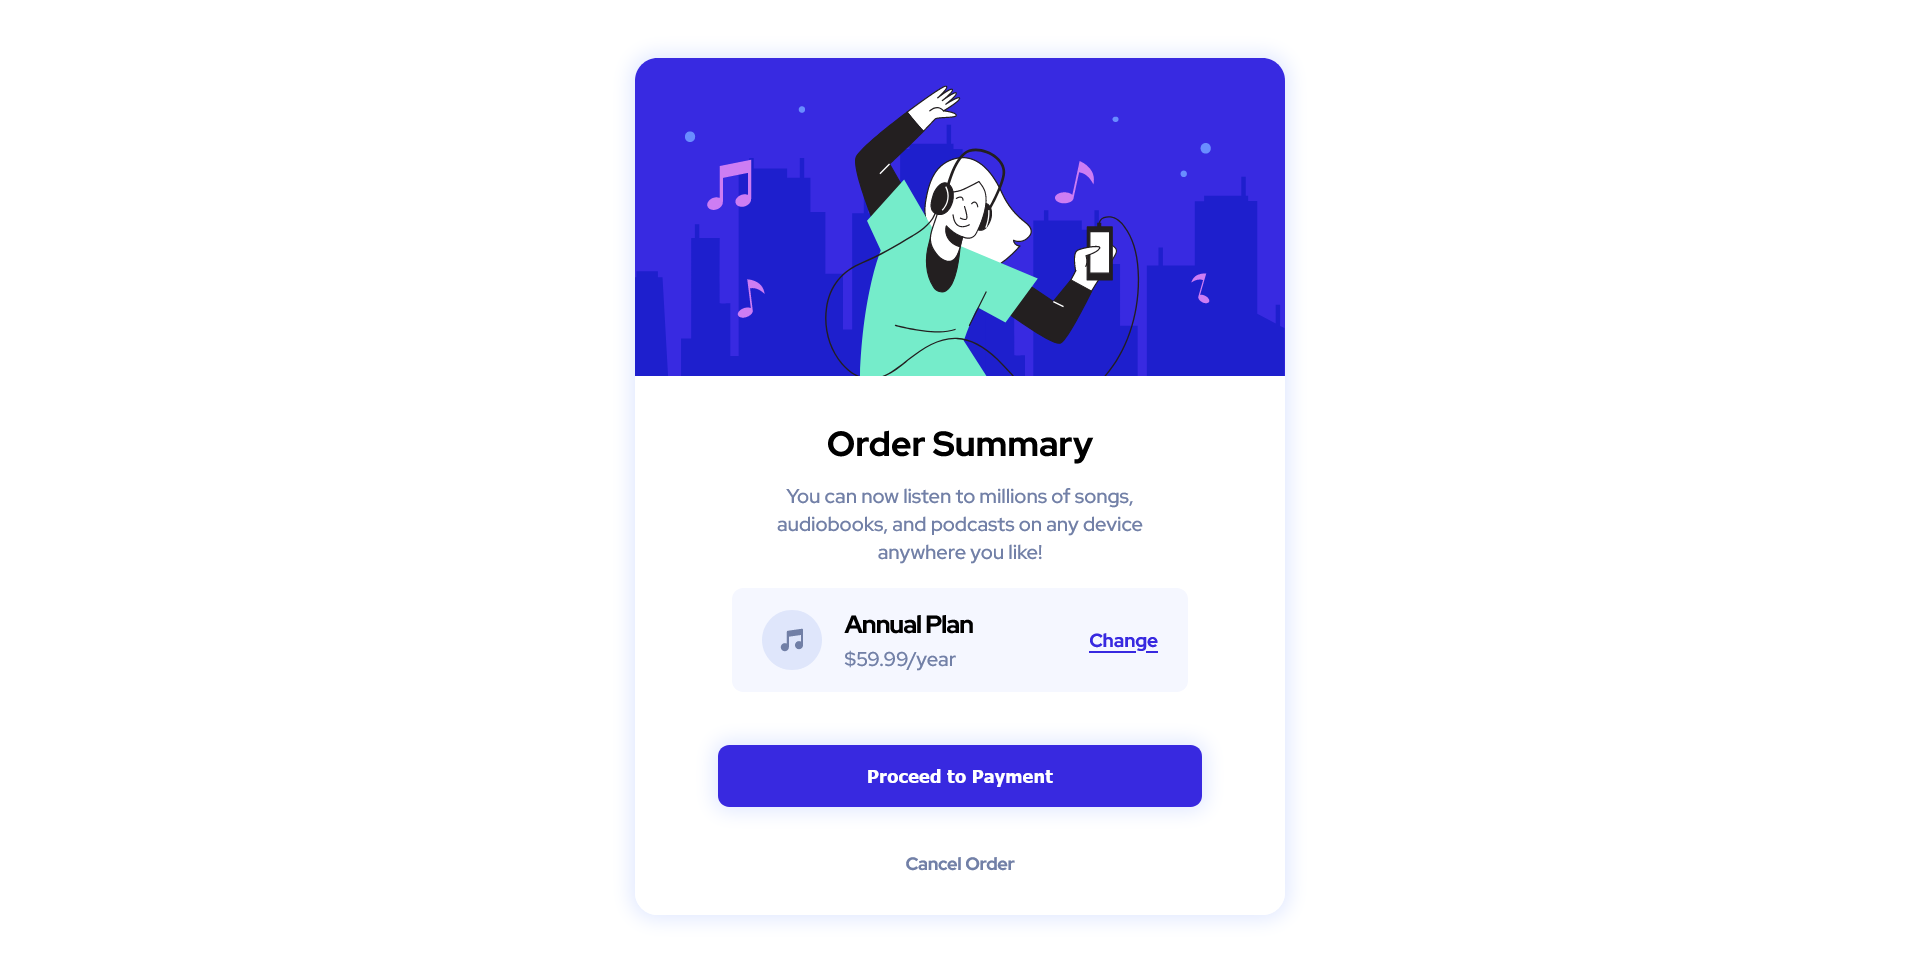 Order Summary
You can now listen to millions of songs,
audiobooks, and podcasts on any device
anywhere you like!
Annual Plan
$59.99/year
Change
Proceed to Payment
Cancel Order